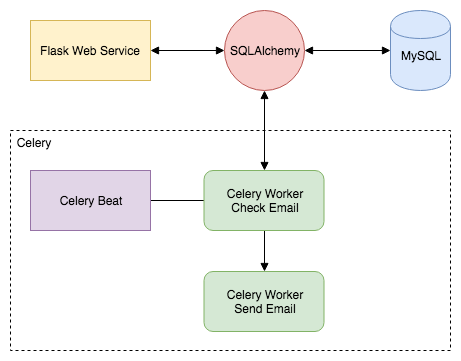 Flask Web Service
SQLAlchemy
MySQL
Celery
Celery Beat
Celery Worker
Check Email
Celery Worker
Send Email